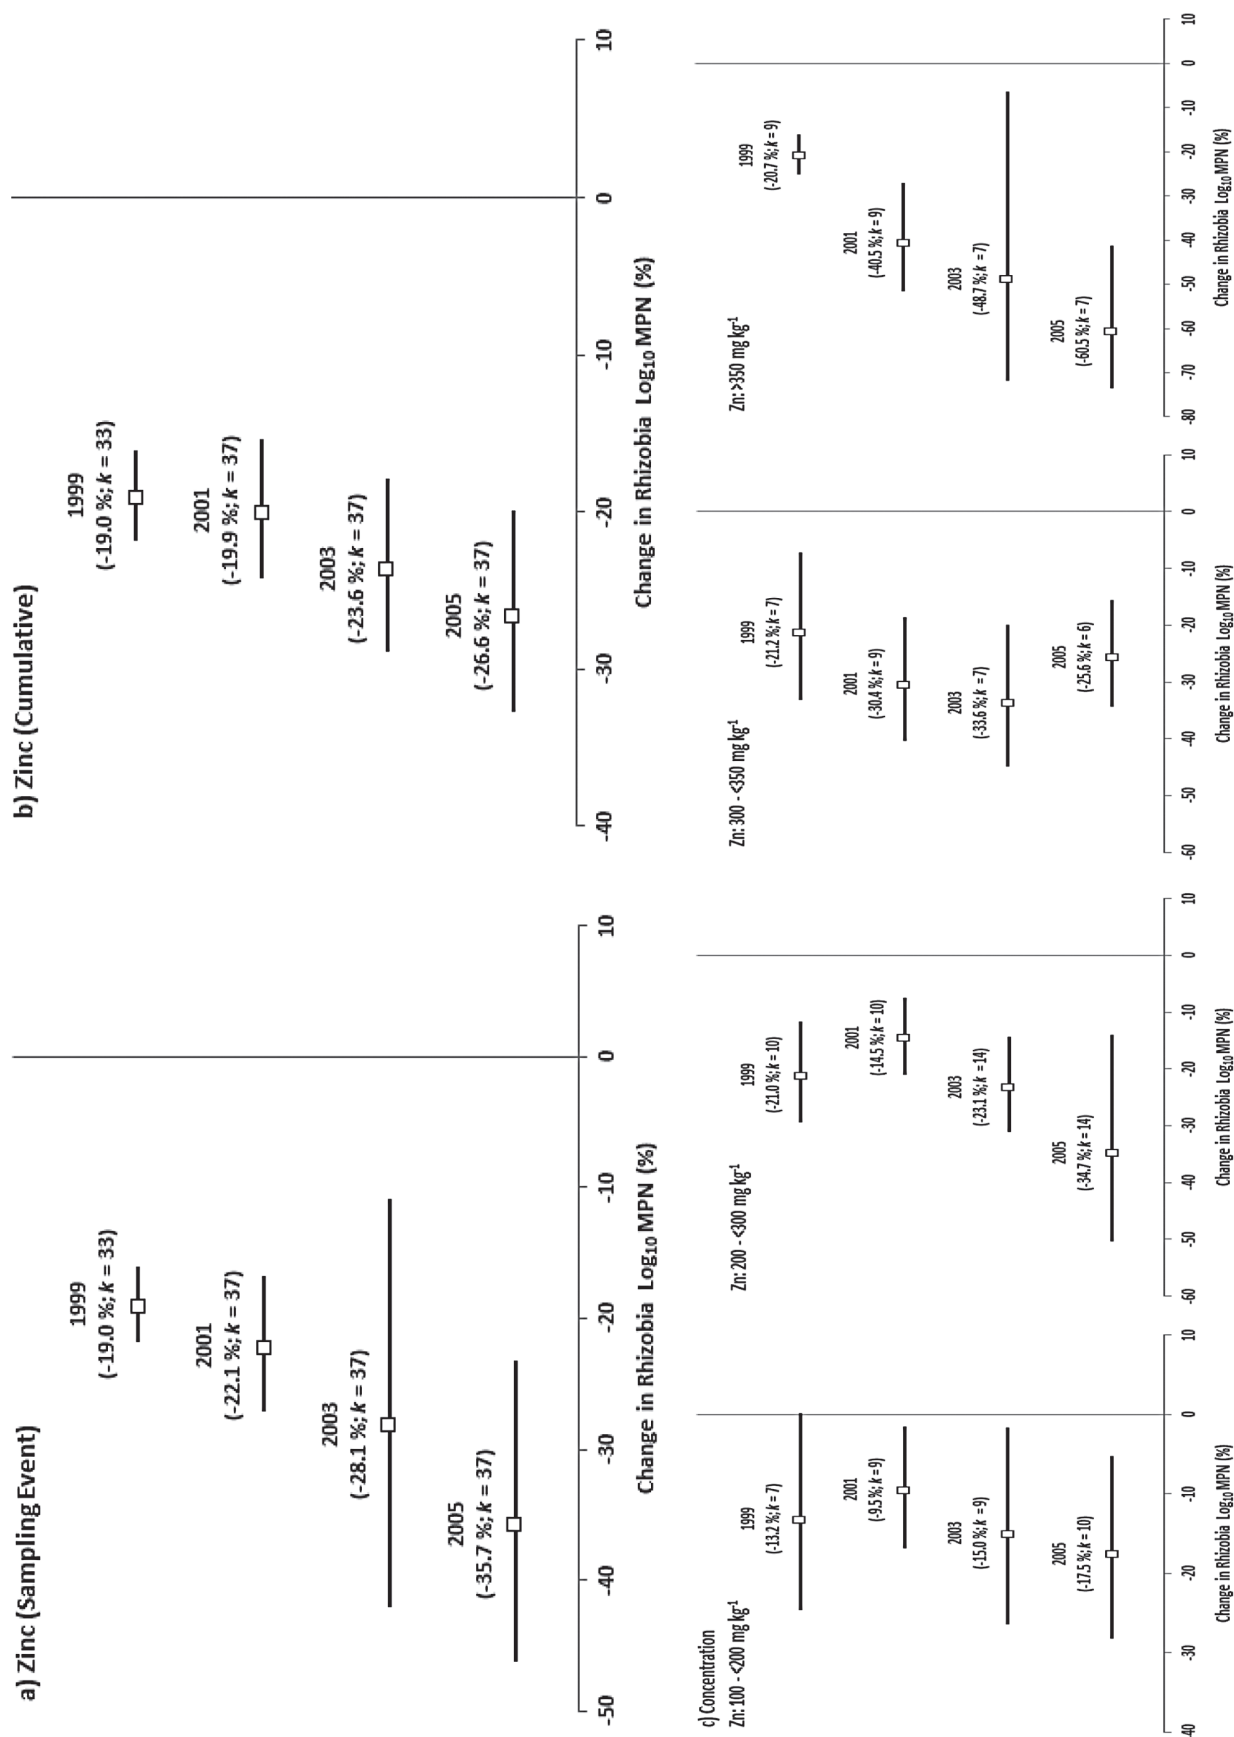 a) Zinc (Sampling Event)
1999
(-19.0 %; k = 33)
2001
(-22.1 %; k = 37)
2003
(-28.1 %; k = 37)
2005
(-35.7 %; k = 37)
-50 -40 -30 -20 -10 0 10
Change in Rhizobia Log10 MPN (%)
b) Zinc (Cumulative)
1999
(-19.0 %; k = 33)
2001
(-19.9 %; k = 37)
2003
(-23.6 %; k = 37)
2005
(-26.6 %; k = 37)
-40 -30 -20 -10 0 10
Change in Rhizobia Log10 MPN (%)
c) Concentration
Zn: 100 - <200 mg kg-1
1999
(-13.2 %; k = 7)
2001
(-9.5 %; k = 9)
2003
(-15.0 %; k = 9)
2005
(-17.5 %; k = 10)
40 -30 -20 -10 0 10
Change in Rhizobia Log10 MPN (%)
Zn: 200 - <300 mg kg-1
1999
(-21.0 %; k = 10)
2001
(-14.5 %; k = 10)
2003
(-23.1 %; k = 14)
2005
(-34.7 %; k = 14)
-60 -50 -40 -30 -20 -10 0 10
Change in Rhizobia Log10 MPN (%)
Zn: 300 - <350 mg kg-1
1999
(-21.2 %; k = 7)
2001
(-30.4 %; k = 9)
2003
(-33.6 %; k = 7)
2005
(-25.6 %; k = 6)
-60 -50 -40 -30 -20 -10 0 10
Change in Rhizobia Log10 MPN (%)
Zn: >350 mg kg-1
1999
(-20.7 %; k = 9)
2001
(-40.5 %; k = 9)
2003
(-48.7 %; k = 7)
2005
(-60.5 %; k = 7)
-80 -70 -60 -50 -40 -30 -20 -10 0 10
Change in Rhizobia Log10 MPN (%)